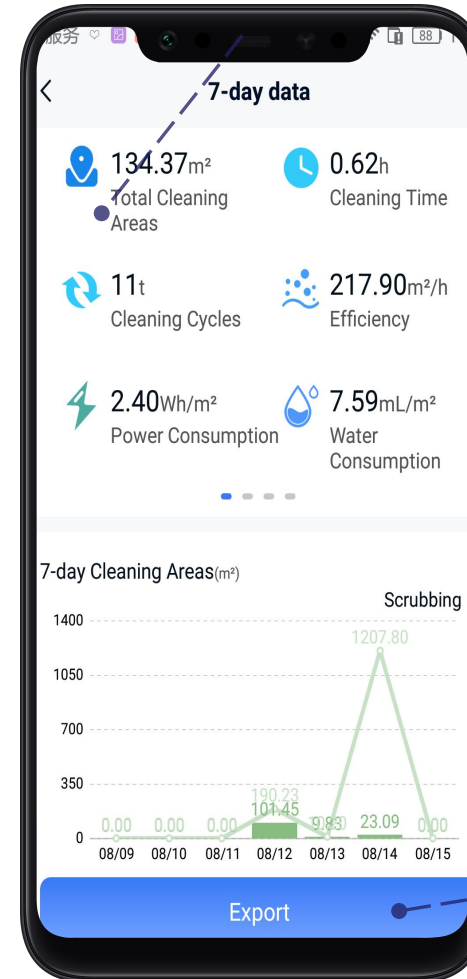 服务
88
7-day data
134.37m²
Total Cleaning
Areas
0.62h
Cleaning Time
11t
Cleaning Cycles
217.90m²/h
Efficiency
2.40Wh/m²
Power Consumption
7.59mL/m²
Water
Consumption
7-day Cleaning Areas(m²)
Scrubbing
1400
1207.80
1050
700
350
190.23
101.45
0.00 0.00 0.00 9.83 23.09 0.00
0
08/09 08/10 08/11 08/12 08/13 08/14 08/15
Export